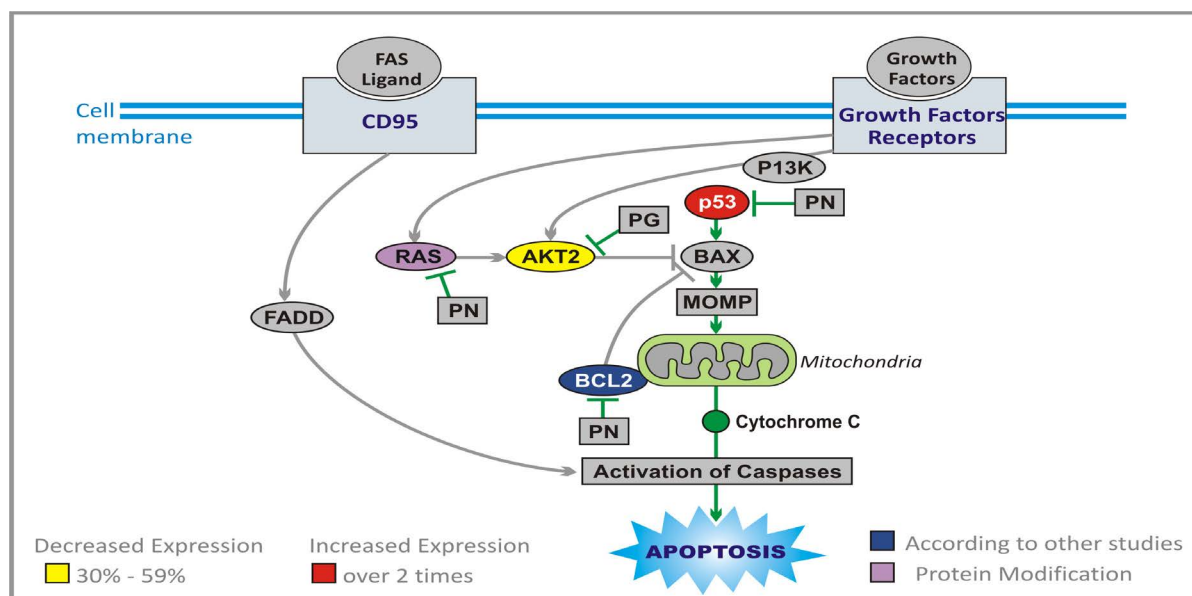 FAS
Ligand
Growth
Factors
Cell
membrane
CD95
Growth Factors
Receptors
P13K
p53
PN
PG
RAS
AKT2
BAX
PN
MOMP
FADD
Mitochondria
BCL2
PN
Cytochrome C
Activation of Caspases
APOPTOSIS
Decreased Expression
30% - 59%
Increased Expression
over 2 times
According to other studies
Protein Modification